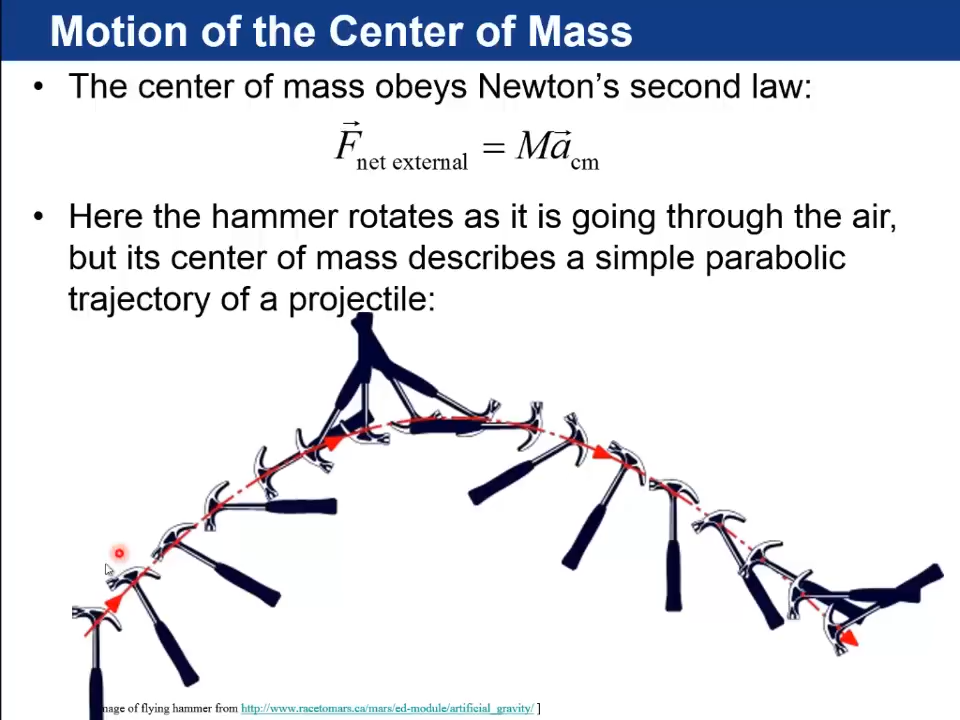 Motion of the Center of Mass
• The center of mass obeys Newton's second law:
F⃗net external = Ma⃗cm
• Here the hammer rotates as it is going through the air,
but its center of mass describes a simple parabolic
trajectory of a projectile:
mage of flying hammer from http://www.racetomars.ca/mars/ed-module/artificial_gravity/ ]